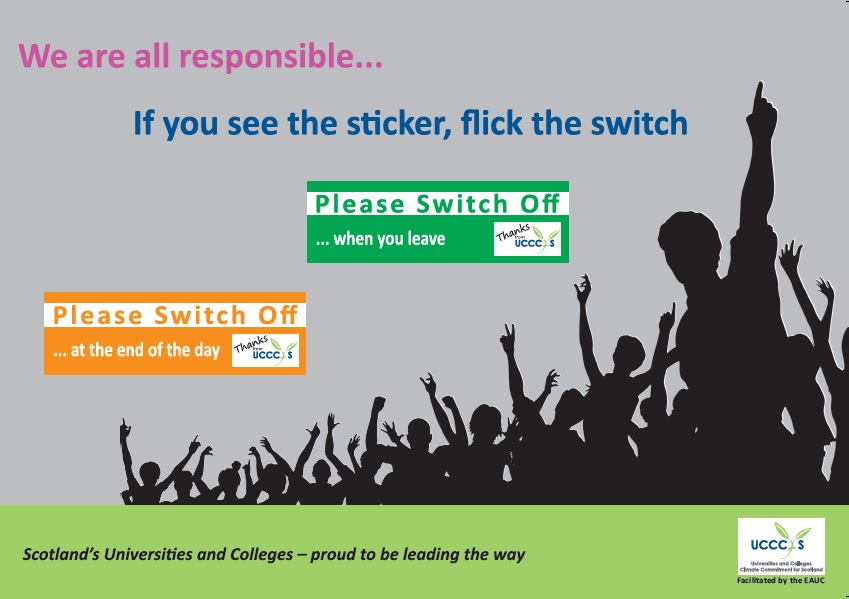 We are all responsible...
If you see the sticker, flick the switch
Please Switch Off
... when you leave
Thanks
from
UCCCfS
Please Switch Off
... at the end of the day
Thanks
from
UCCCfS
Scotland’s Universities and Colleges – proud to be leading the way
UCCCfS
Universities and Colleges
Climate Commitment for Scotland
Facilitated by the EAUC